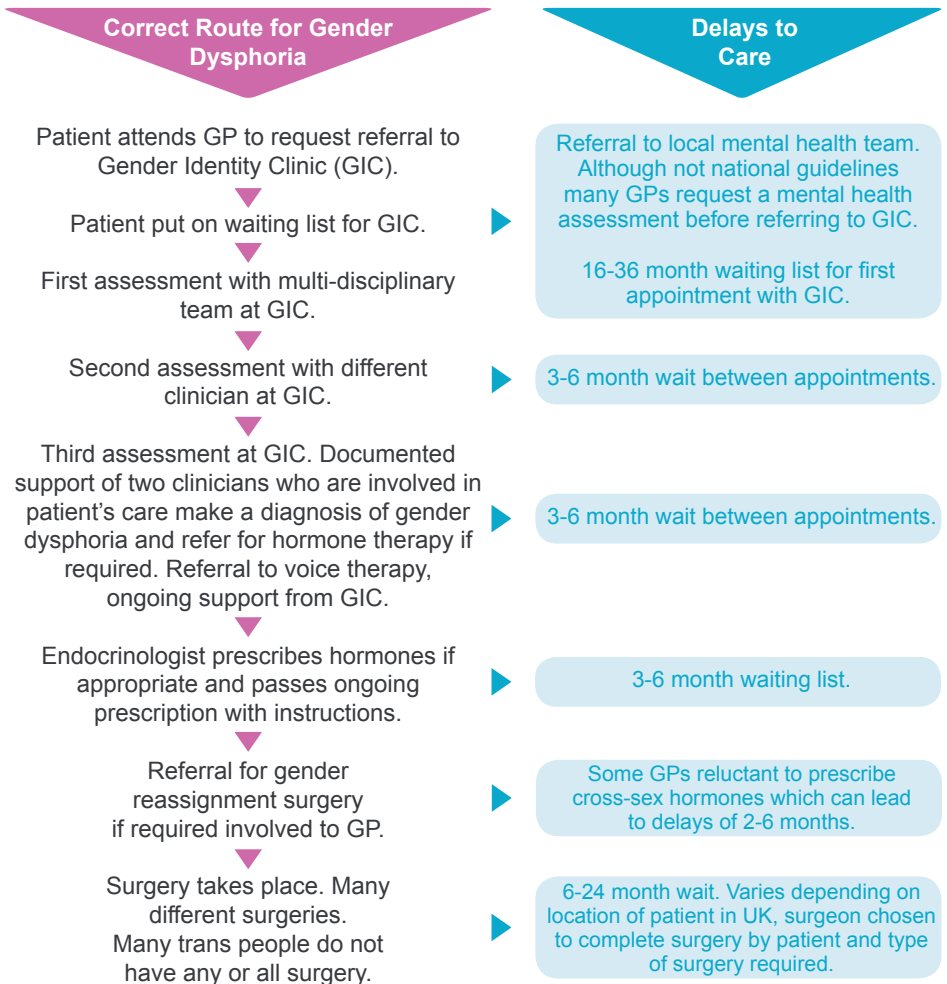 Correct Route for Gender
Dysphoria
Delays to
Care
Patient attends GP to request referral to
Gender Identity Clinic (GIC).
Patient put on waiting list for GIC.
Referral to local mental health team.
Although not national guidelines
many GPs request a mental health
assessment before referring to GIC.
16-36 month waiting list for first
appointment with GIC.
First assessment with multi-disciplinary
team at GIC.
Second assessment with different
clinician at GIC.
3-6 month wait between appointments.
Third assessment at GIC. Documented
support of two clinicians who are involved in
patient’s care make a diagnosis of gender
dysphoria and refer for hormone therapy if
required. Referral to voice therapy,
ongoing support from GIC.
3-6 month wait between appointments.
Endocrinologist prescribes hormones if
appropriate and passes ongoing
prescription with instructions.
3-6 month waiting list.
Referral for gender
reassignment surgery
if required involved to GP.
Some GPs reluctant to prescribe
cross-sex hormones which can lead
to delays of 2-6 months.
Surgery takes place. Many
different surgeries.
Many trans people do not
have any or all surgery.
6-24 month wait. Varies depending on
location of patient in UK, surgeon chosen
to complete surgery by patient and type
of surgery required.